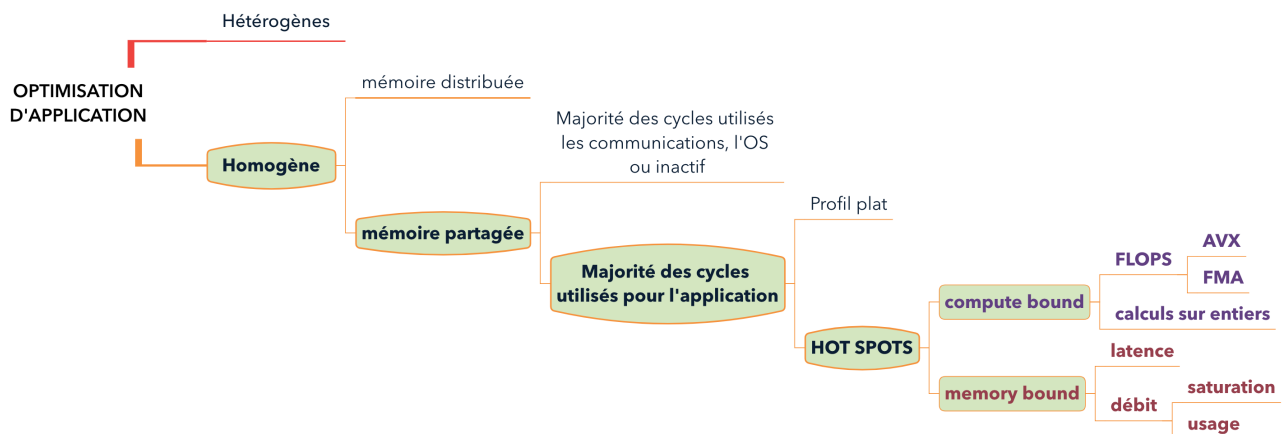 Hétérogènes
OPTIMISATION
D'APPLICATION
Homogène
mémoire distribuée
mémoire partagée
Majorité des cycles utilisés
les communications, l'OS
ou inactif
Majorité des cycles
utilisés pour l'application
Profil plat
HOT SPOTS
compute bound
FLOPS
AVX
FMA
calculs sur entiers
memory bound
latence
débit
saturation
usage